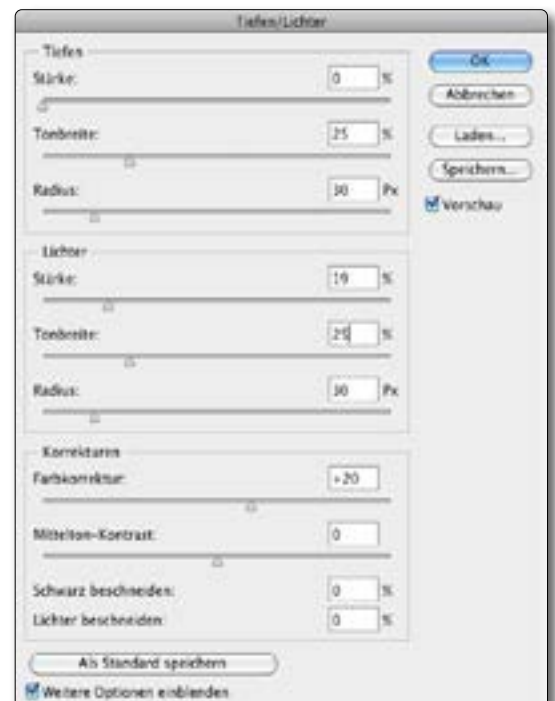 Tiefen/Lichter
Tiefen
Stärke: 0 %
Tonbreite: 25 %
Radius: 30 Px
Lichter
Stärke: 19 %
Tonbreite: 25 %
Radius: 30 Px
Korrekturen
Farbkorrektur: +20
Mittelton-Kontrast: 0
Schwarz beschneiden: 0 %
Lichter beschneiden: 0 %
Als Standard speichern
Weitere Optionen einblenden
OK
Abbrechen
Laden...
Speichern...
Vorschau